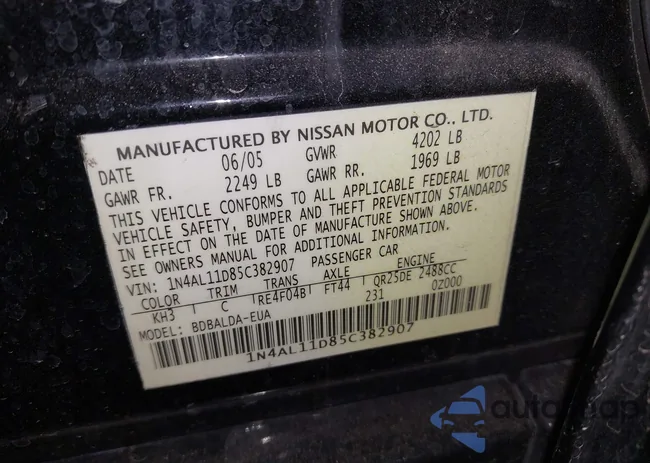 MANUFACTURED BY NISSAN MOTOR CO., LTD.
DATE 06/05 GVWR 4202 LB
GAWR FR. 2249 LB GAWR RR. 1969 LB
THIS VEHICLE CONFORMS TO ALL APPLICABLE FEDERAL MOTOR
VEHICLE SAFETY, BUMPER AND THEFT PREVENTION STANDARDS
IN EFFECT ON THE DATE OF MANUFACTURE SHOWN ABOVE.
SEE OWNERS MANUAL FOR ADDITIONAL INFORMATION.
VIN: 1N4AL11D85C382907 PASSENGER CAR
COLOR TRIM TRANS AXLE ENGINE
KH3 C RE4F04B FT44 QR25DE 2488CC
MODEL: BDBALDA-EUA 231 0Z000
1N4AL11D85C382907